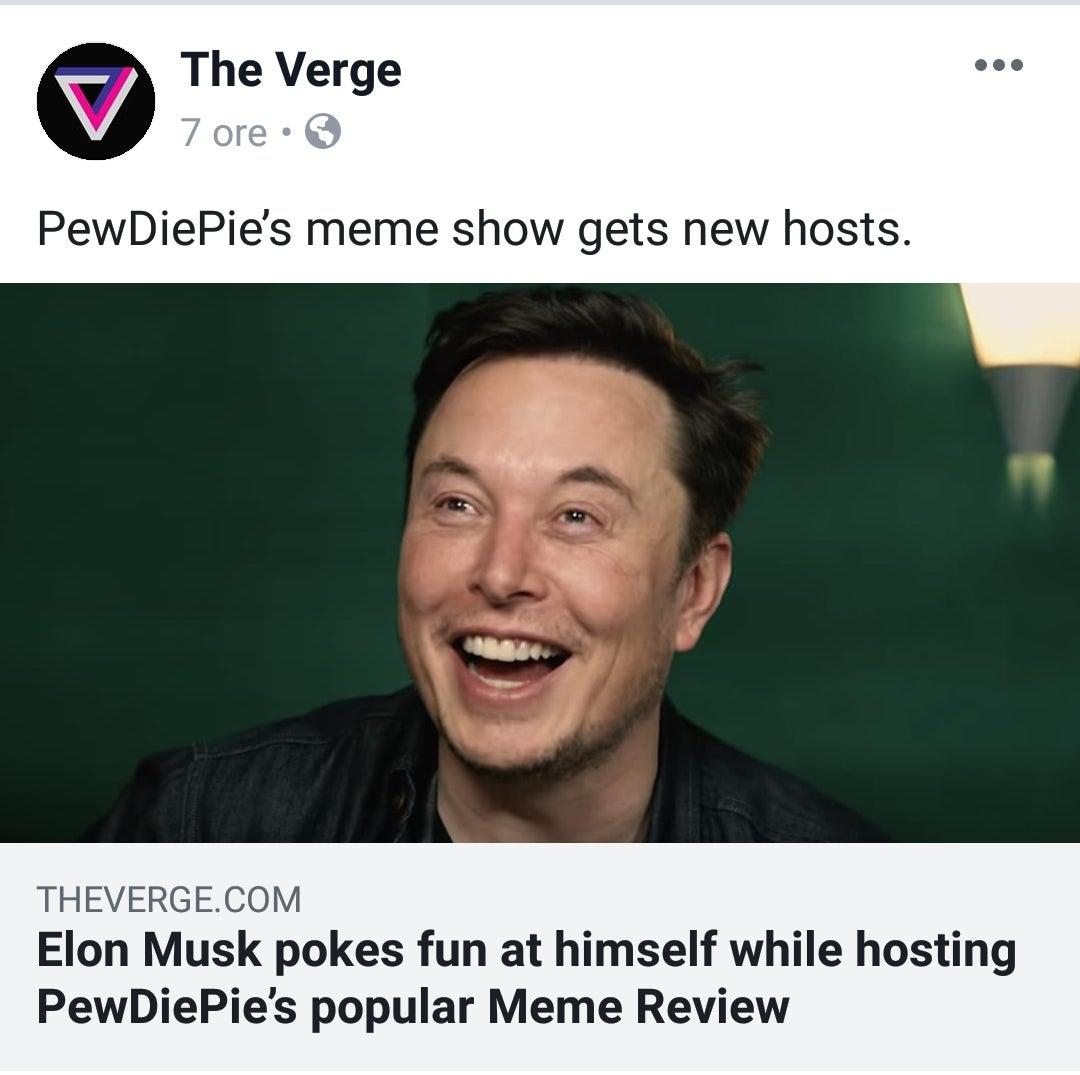 The Verge
7 ore •
PewDiePie’s meme show gets new hosts.
THEVERGE.COM
Elon Musk pokes fun at himself while hosting
PewDiePie’s popular Meme Review